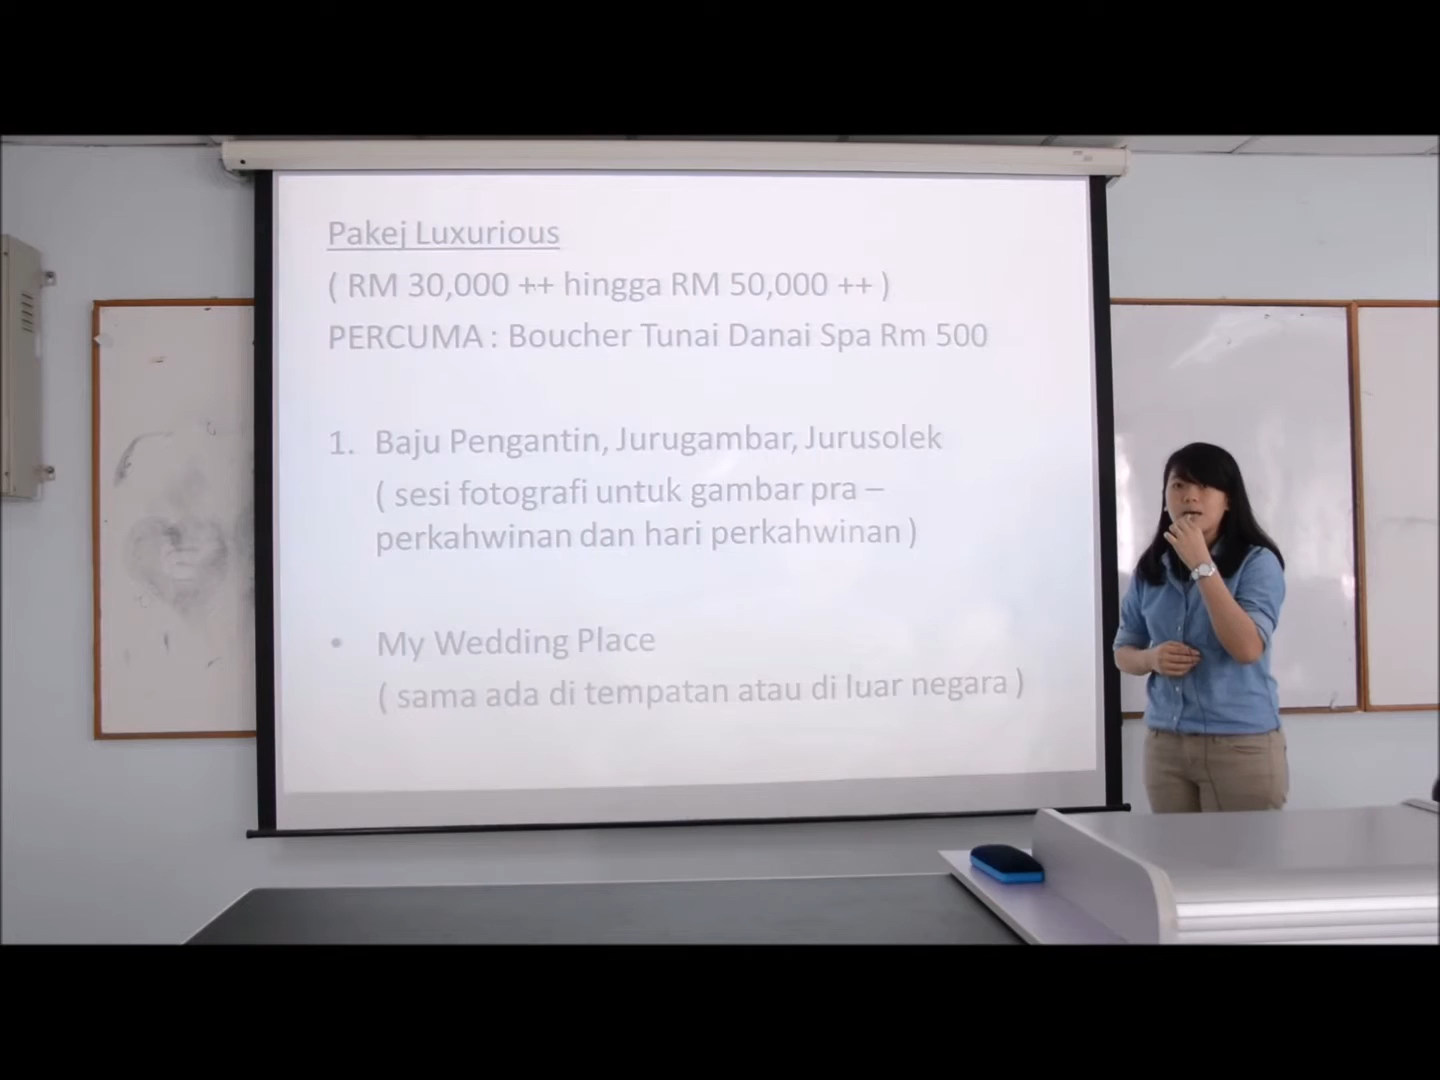 Pakej Luxurious
( RM 30,000 ++ hingga RM 50,000 ++ )
PERCUMA : Boucher Tunai Danai Spa Rm 500
1. Baju Pengantin, Jurugambar, Jurusolek
( sesi fotografi untuk gambar pra –
perkahwinan dan hari perkahwinan )
• My Wedding Place
( sama ada di tempatan atau di luar negara )